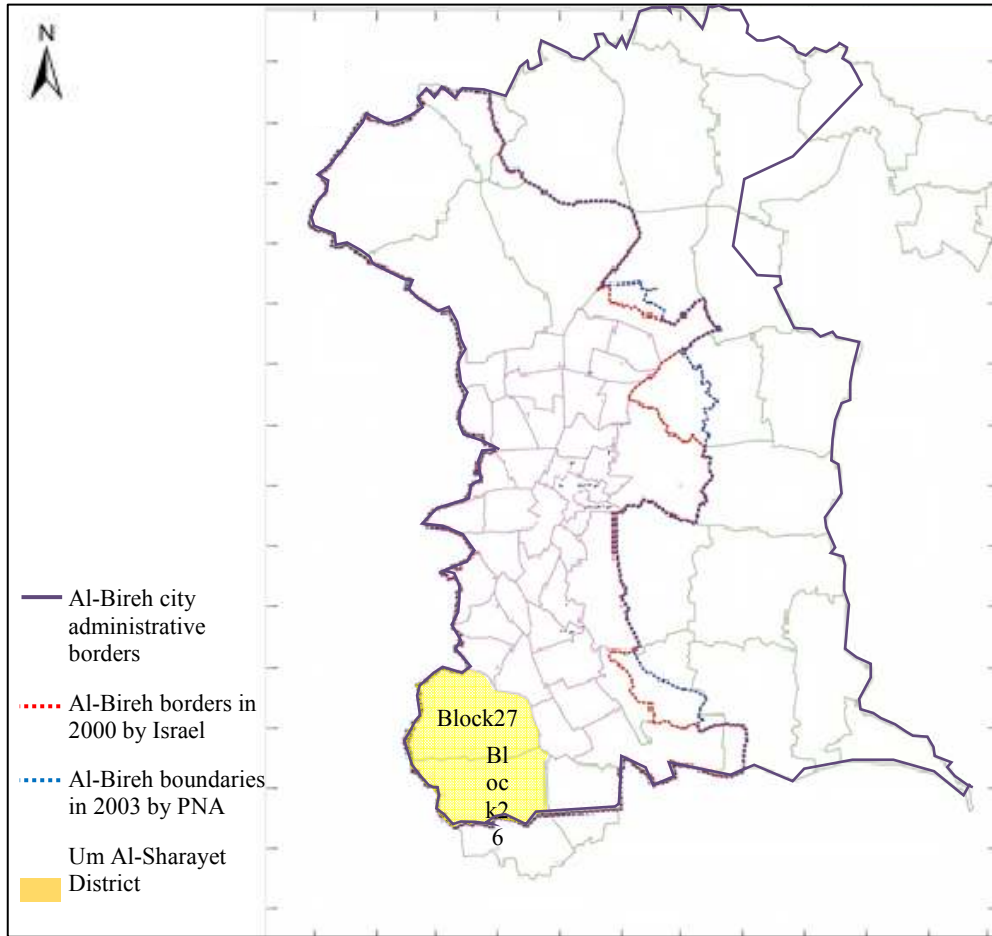 N
Al-Bireh city
administrative
borders
Al-Bireh borders in
2000 by Israel
Al-Bireh boundaries
in 2003 by PNA
Um Al-Sharayet
District
Block27
Bl
oc
k2
6